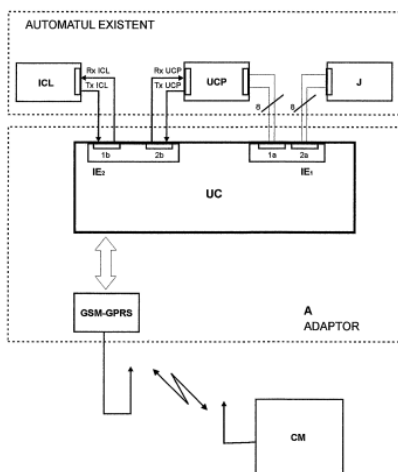 AUTOMATUL EXISTENT
ICL
Rx ICL
Tx ICL
Rx UCP
Tx UCP
UCP
8
8
J
1b
2b
1a
2a
IE2
IE1
UC
GSM-GPRS
A
ADAPTOR
CM